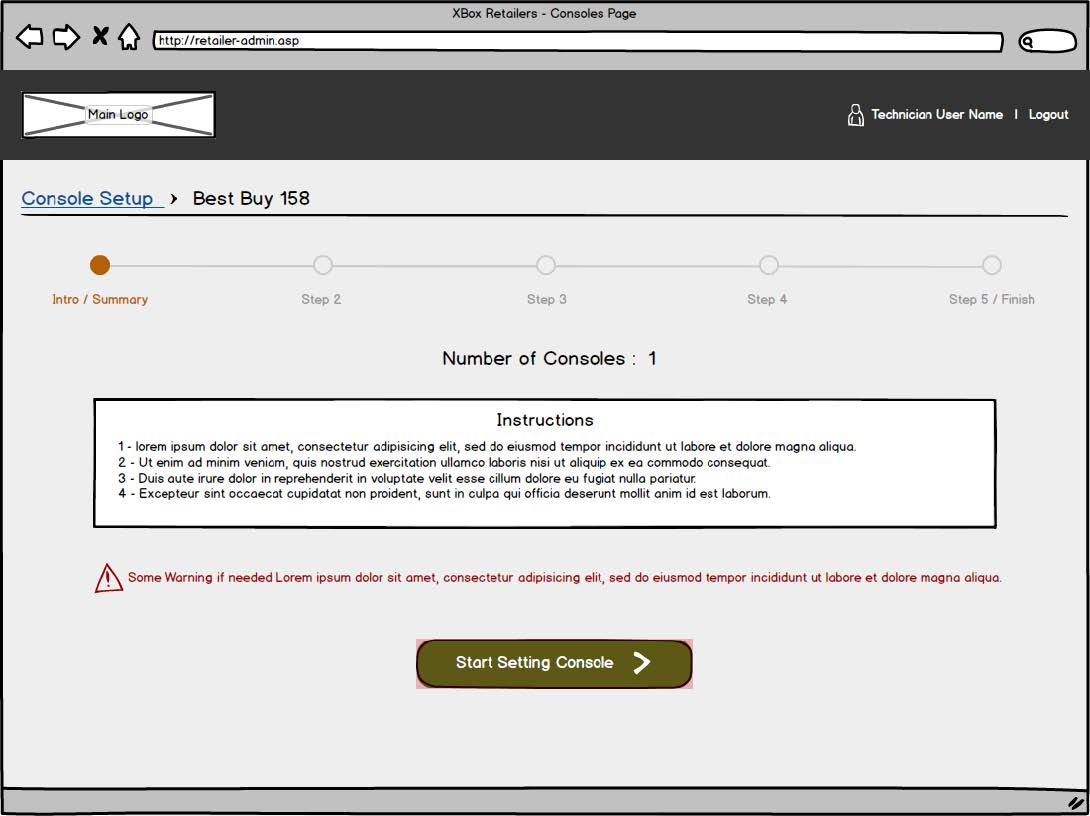 XBox Retailers - Consoles Page
http://retailer-admin.asp
Main Logo
Technician User Name | Logout
Console Setup > Best Buy 158
Intro / Summary Step 2 Step 3 Step 4 Step 5 / Finish
Number of Consoles : 1
Instructions
1 - lorem ipsum dolor sit amet, consectetur adipisicing elit, sed do eiusmod tempor incididunt ut labore et dolore magna aliqua.
2 - Ut enim ad minim veniam, quis nostrud exercitation ullamco laboris nisi ut aliquip ex ea commodo consequat.
3 - Duis aute irure dolor in reprehenderit in voluptate velit esse cillum dolore eu fugiat nulla pariatur.
4 - Excepteur sint occaecat cupidatat non proident, sunt in culpa qui officia deserunt mollit anim id est laborum.
Some Warning if needed Lorem ipsum dolor sit amet, consectetur adipisicing elit, sed do eiusmod tempor incididunt ut labore et dolore magna aliqua.
Start Setting Console